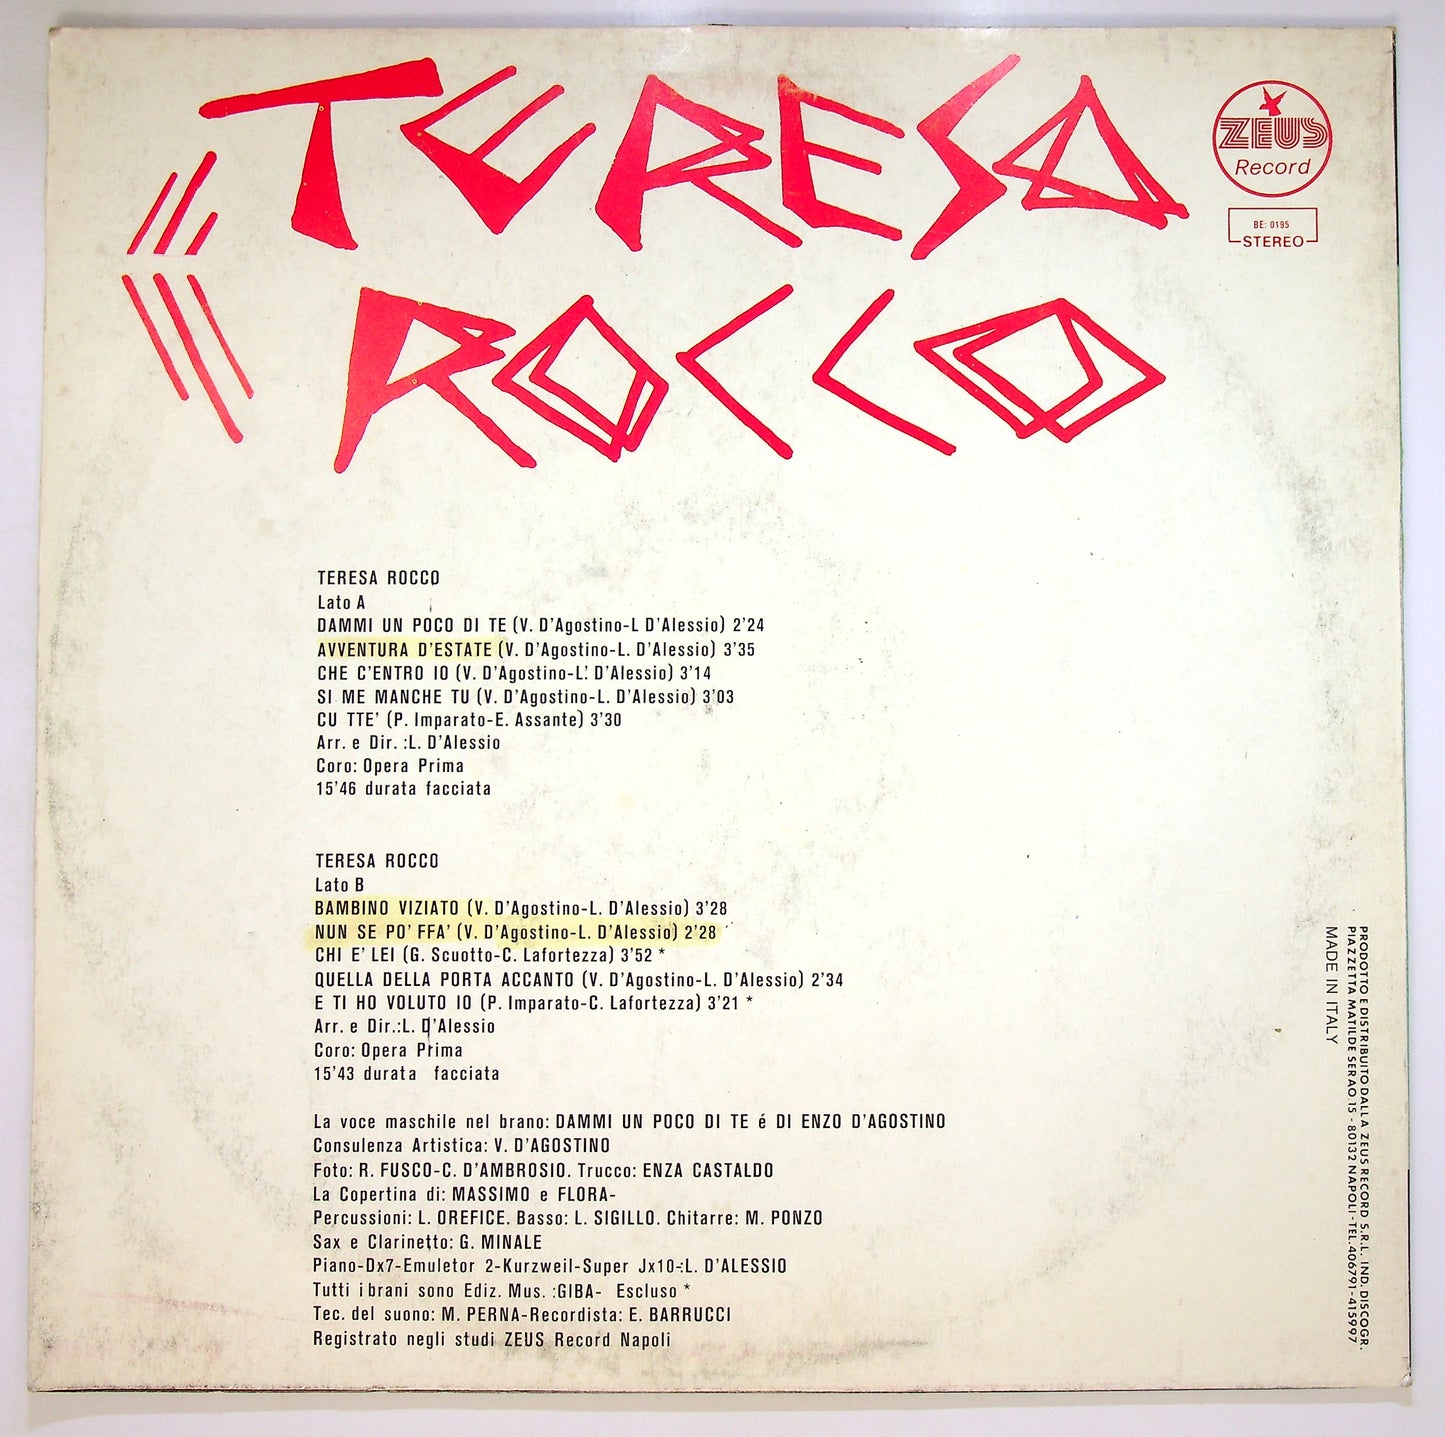 TERESA
ROCCO
ZEUS
Record
BE: 0195
STEREO
TERESA ROCCO
Lato A
DAMMI UN POCO DI TE (V. D'Agostino-L D'Alessio) 2'24
AVVENTURA D'ESTATE (V. D'Agostino-L. D'Alessio) 3'35
CHE C'ENTRO IO (V. D'Agostino-L. D'Alessio) 3'14
SI ME MANCHE TU (V. D'Agostino-L. D'Alessio) 3'03
CU TTE' (P. Imparato-E. Assante) 3'30
Arr. e Dir. :L. D'Alessio
Coro: Opera Prima
15'46 durata facciata
TERESA ROCCO
Lato B
BAMBINO VIZIATO (V. D'Agostino-L. D'Alessio) 3'28
NUN SE PO' FFA' (V. D'Agostino-L. D'Alessio) 2'28
CHI E' LEI (G. Scuotto-C. Lafortezza) 3'52 *
QUELLA DELLA PORTA ACCANTO (V. D'Agostino-L. D'Alessio) 2'34
E TI HO VOLUTO IO (P. Imparato-C. Lafortezza) 3'21 *
Arr. e Dir.:L. D'Alessio
Coro: Opera Prima
15'43 durata facciata
La voce maschile nel brano: DAMMI UN POCO DI TE é DI ENZO D'AGOSTINO
Consulenza Artistica: V. D'AGOSTINO
Foto: R. FUSCO-C. D'AMBROSIO. Trucco: ENZA CASTALDO
La Copertina di: MASSIMO e FLORA-
Percussioni: L. OREFICE. Basso: L. SIGILLO. Chitarre: M. PONZO
Sax e Clarinetto: G. MINALE
Piano-Dx7-Emuletor 2-Kurzweil-Super Jx10-:L. D'ALESSIO
Tutti i brani sono Ediz. Mus. :GIBA- Escluso *
Tec. del suono: M. PERNA-Recordista: E. BARRUCCI
Registrato negli studi ZEUS Record Napoli
PRODOTTO E DISTRIBUITO DALLA ZEUS RECORD S.R.L. IND. DISCOGR.
PIAZZETTA MATILDE SERAO, 15 - 80132 NAPOLI - TEL. 406791 - 415997
MADE IN ITALY